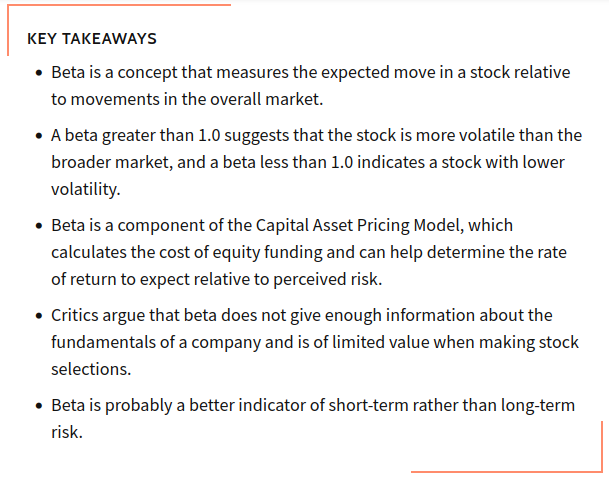 KEY TAKEAWAYS
• Beta is a concept that measures the expected move in a stock relative
to movements in the overall market.
• A beta greater than 1.0 suggests that the stock is more volatile than the
broader market, and a beta less than 1.0 indicates a stock with lower
volatility.
• Beta is a component of the Capital Asset Pricing Model, which
calculates the cost of equity funding and can help determine the rate
of return to expect relative to perceived risk.
• Critics argue that beta does not give enough information about the
fundamentals of a company and is of limited value when making stock
selections.
• Beta is probably a better indicator of short-term rather than long-term
risk.